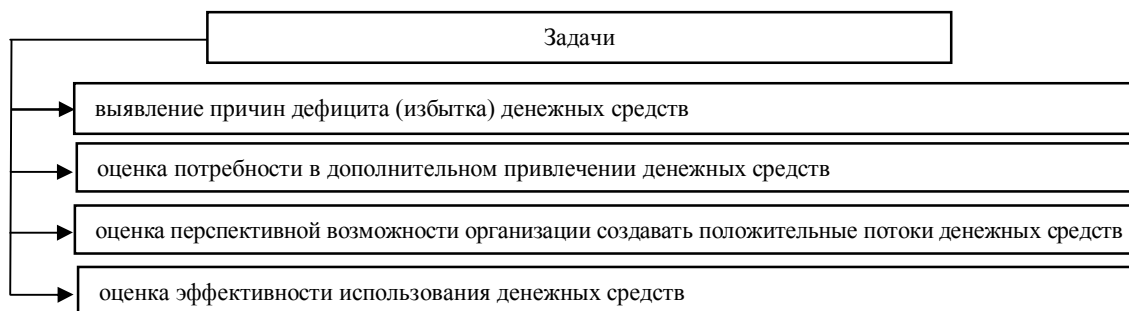 Задачи
выявление причин дефицита (избытка) денежных средств
оценка потребности в дополнительном привлечении денежных средств
оценка перспективной возможности организации создавать положительные потоки денежных средств
оценка эффективности использования денежных средств